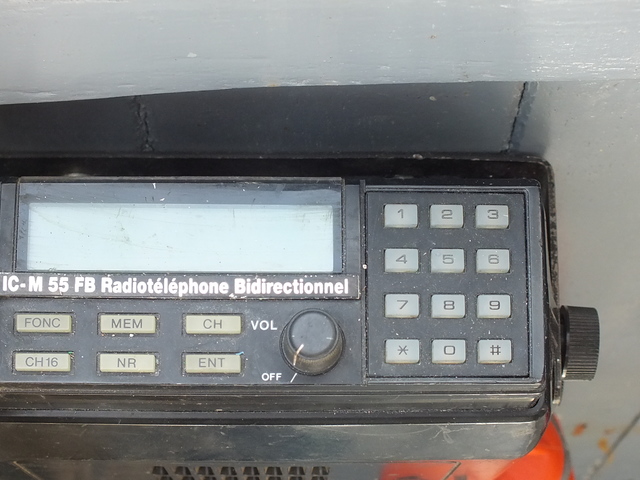 IC-M 55 FB Radiotéléphone Bidirectionnel
FONC MEM CH VOL
CH16 NR ENT OFF
1 2 3
4 5 6
7 8 9
* 0 #